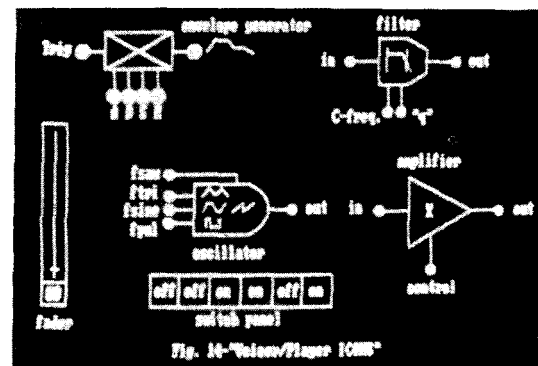 envelope generator
filter
Trig
in
out
C-freq.
"q"
amplifier
fsaw
ftri
fsine
fpul
out
in
X
out
oscillator
control
off off on on off on
switch panel
fader
Fig. 14-"Voicer/Player ICONS"